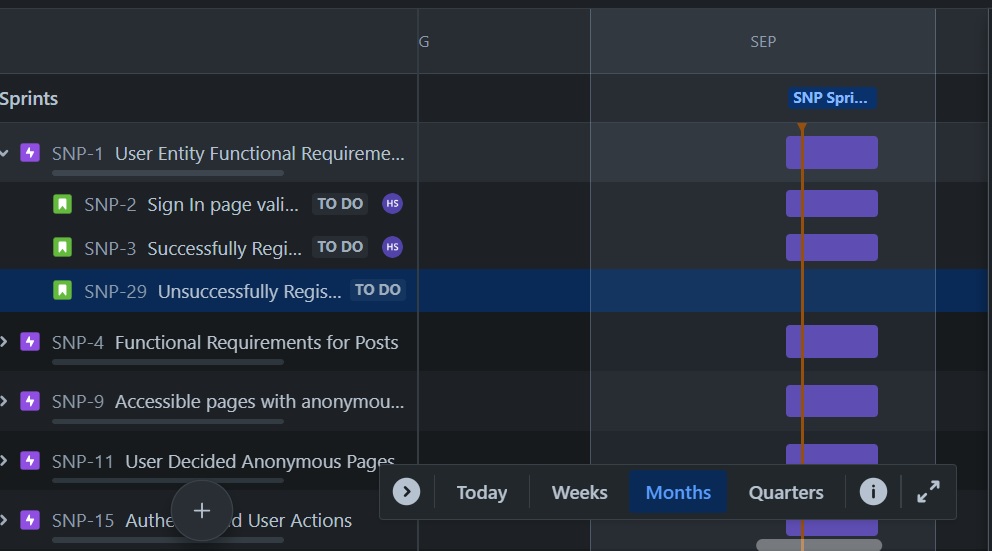 G
SEP
Sprints
SNP Spri...
SNP-1 User Entity Functional Requireme...
SNP-2 Sign In page vali... TO DO HS
SNP-3 Successfully Regi... TO DO HS
SNP-29 Unsuccessfully Regis... TO DO
SNP-4 Functional Requirements for Posts
SNP-9 Accessible pages with anonymou...
SNP-11 User Decided Anonymous Pages
Today Weeks Months Quarters
SNP-15 Authe d User Actions